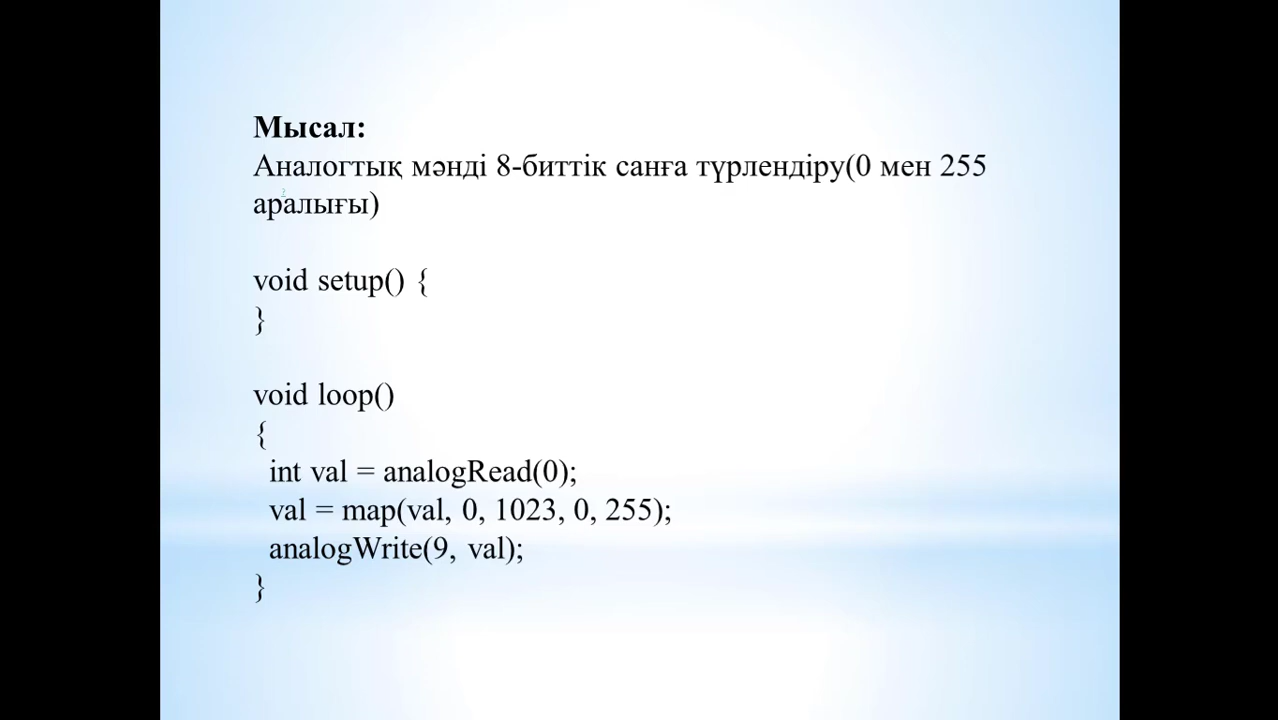 Мысал:
Аналогтық мәнді 8-биттік санға түрлендіру(0 мен 255
аралығы)
void setup() {
}
void loop()
{
int val = analogRead(0);
val = map(val, 0, 1023, 0, 255);
analogWrite(9, val);
}